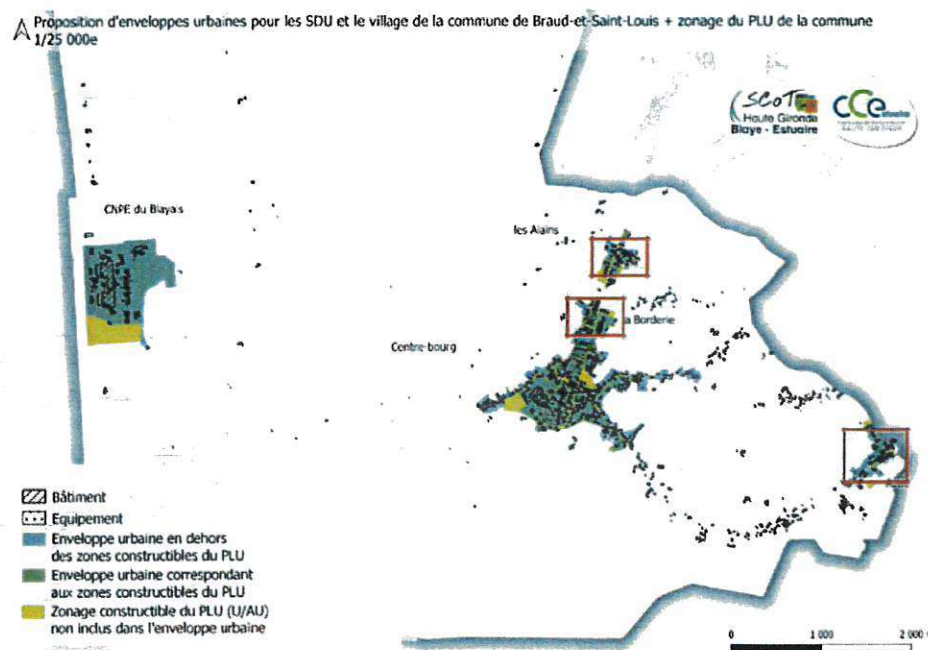 Proposition d'enveloppes urbaines pour les SDU et le village de la commune de Braud-et-Saint-Louis + zonage du PLU de la commune
1/25 000e
SCoT
Haute Gironde
Blaye - Estuaire
CCE
CNPE du Blayais
les Alains
a Borderie
Centre-bourg
Bâtiment
Equipement
Enveloppe urbaine en dehors
des zones constructibles du PLU
Enveloppe urbaine correspondant
aux zones constructibles du PLU
Zonage constructible du PLU (U/AU)
non inclus dans l'enveloppe urbaine
0 1 000 2 000